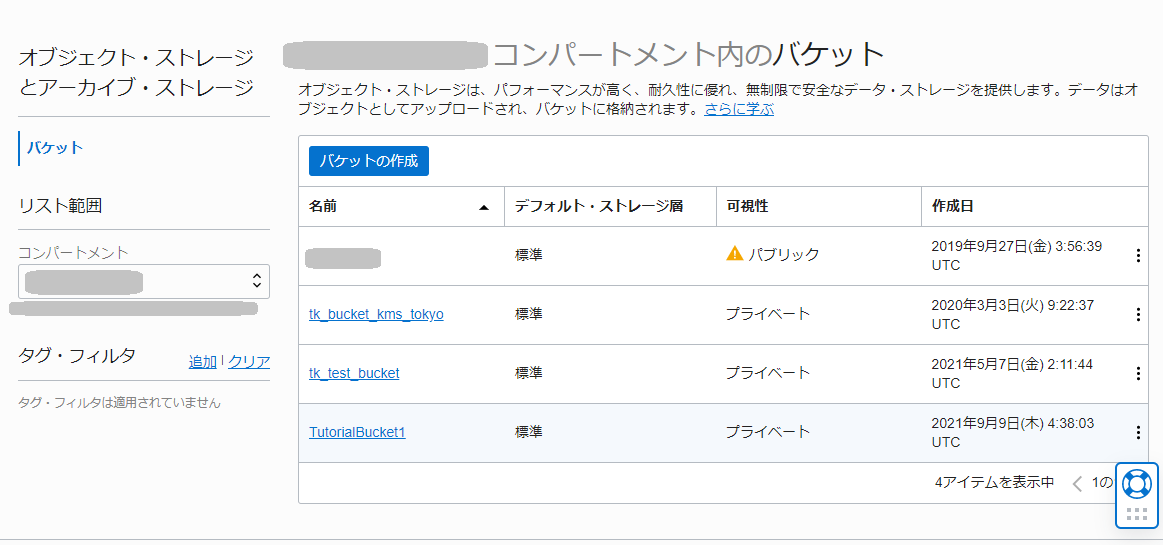 オブジェクト・ストレージ
とアーカイブ・ストレージ
バケット
リスト範囲
コンパートメント
タグ・フィルタ
追加 | クリア
タグ・フィルタは適用されていません
コンパートメント内のバケット
オブジェクト・ストレージは、パフォーマンスが高く、耐久性に優れ、無制限で安全なデータ・ストレージを提供します。データはオ
ブジェクトとしてアップロードされ、バケットに格納されます。さらに学ぶ
バケットの作成
名前 デフォルト・ストレージ層 可視性 作成日
標準 パブリック 2019年9月27日(金) 3:56:39
UTC
tk_bucket_kms_tokyo 標準 プライベート 2020年3月3日(火) 9:22:37
UTC
tk_test_bucket 標準 プライベート 2021年5月7日(金) 2:11:44
UTC
TutorialBucket1 標準 プライベート 2021年9月9日(木) 4:38:03
UTC
4アイテムを表示中 1の